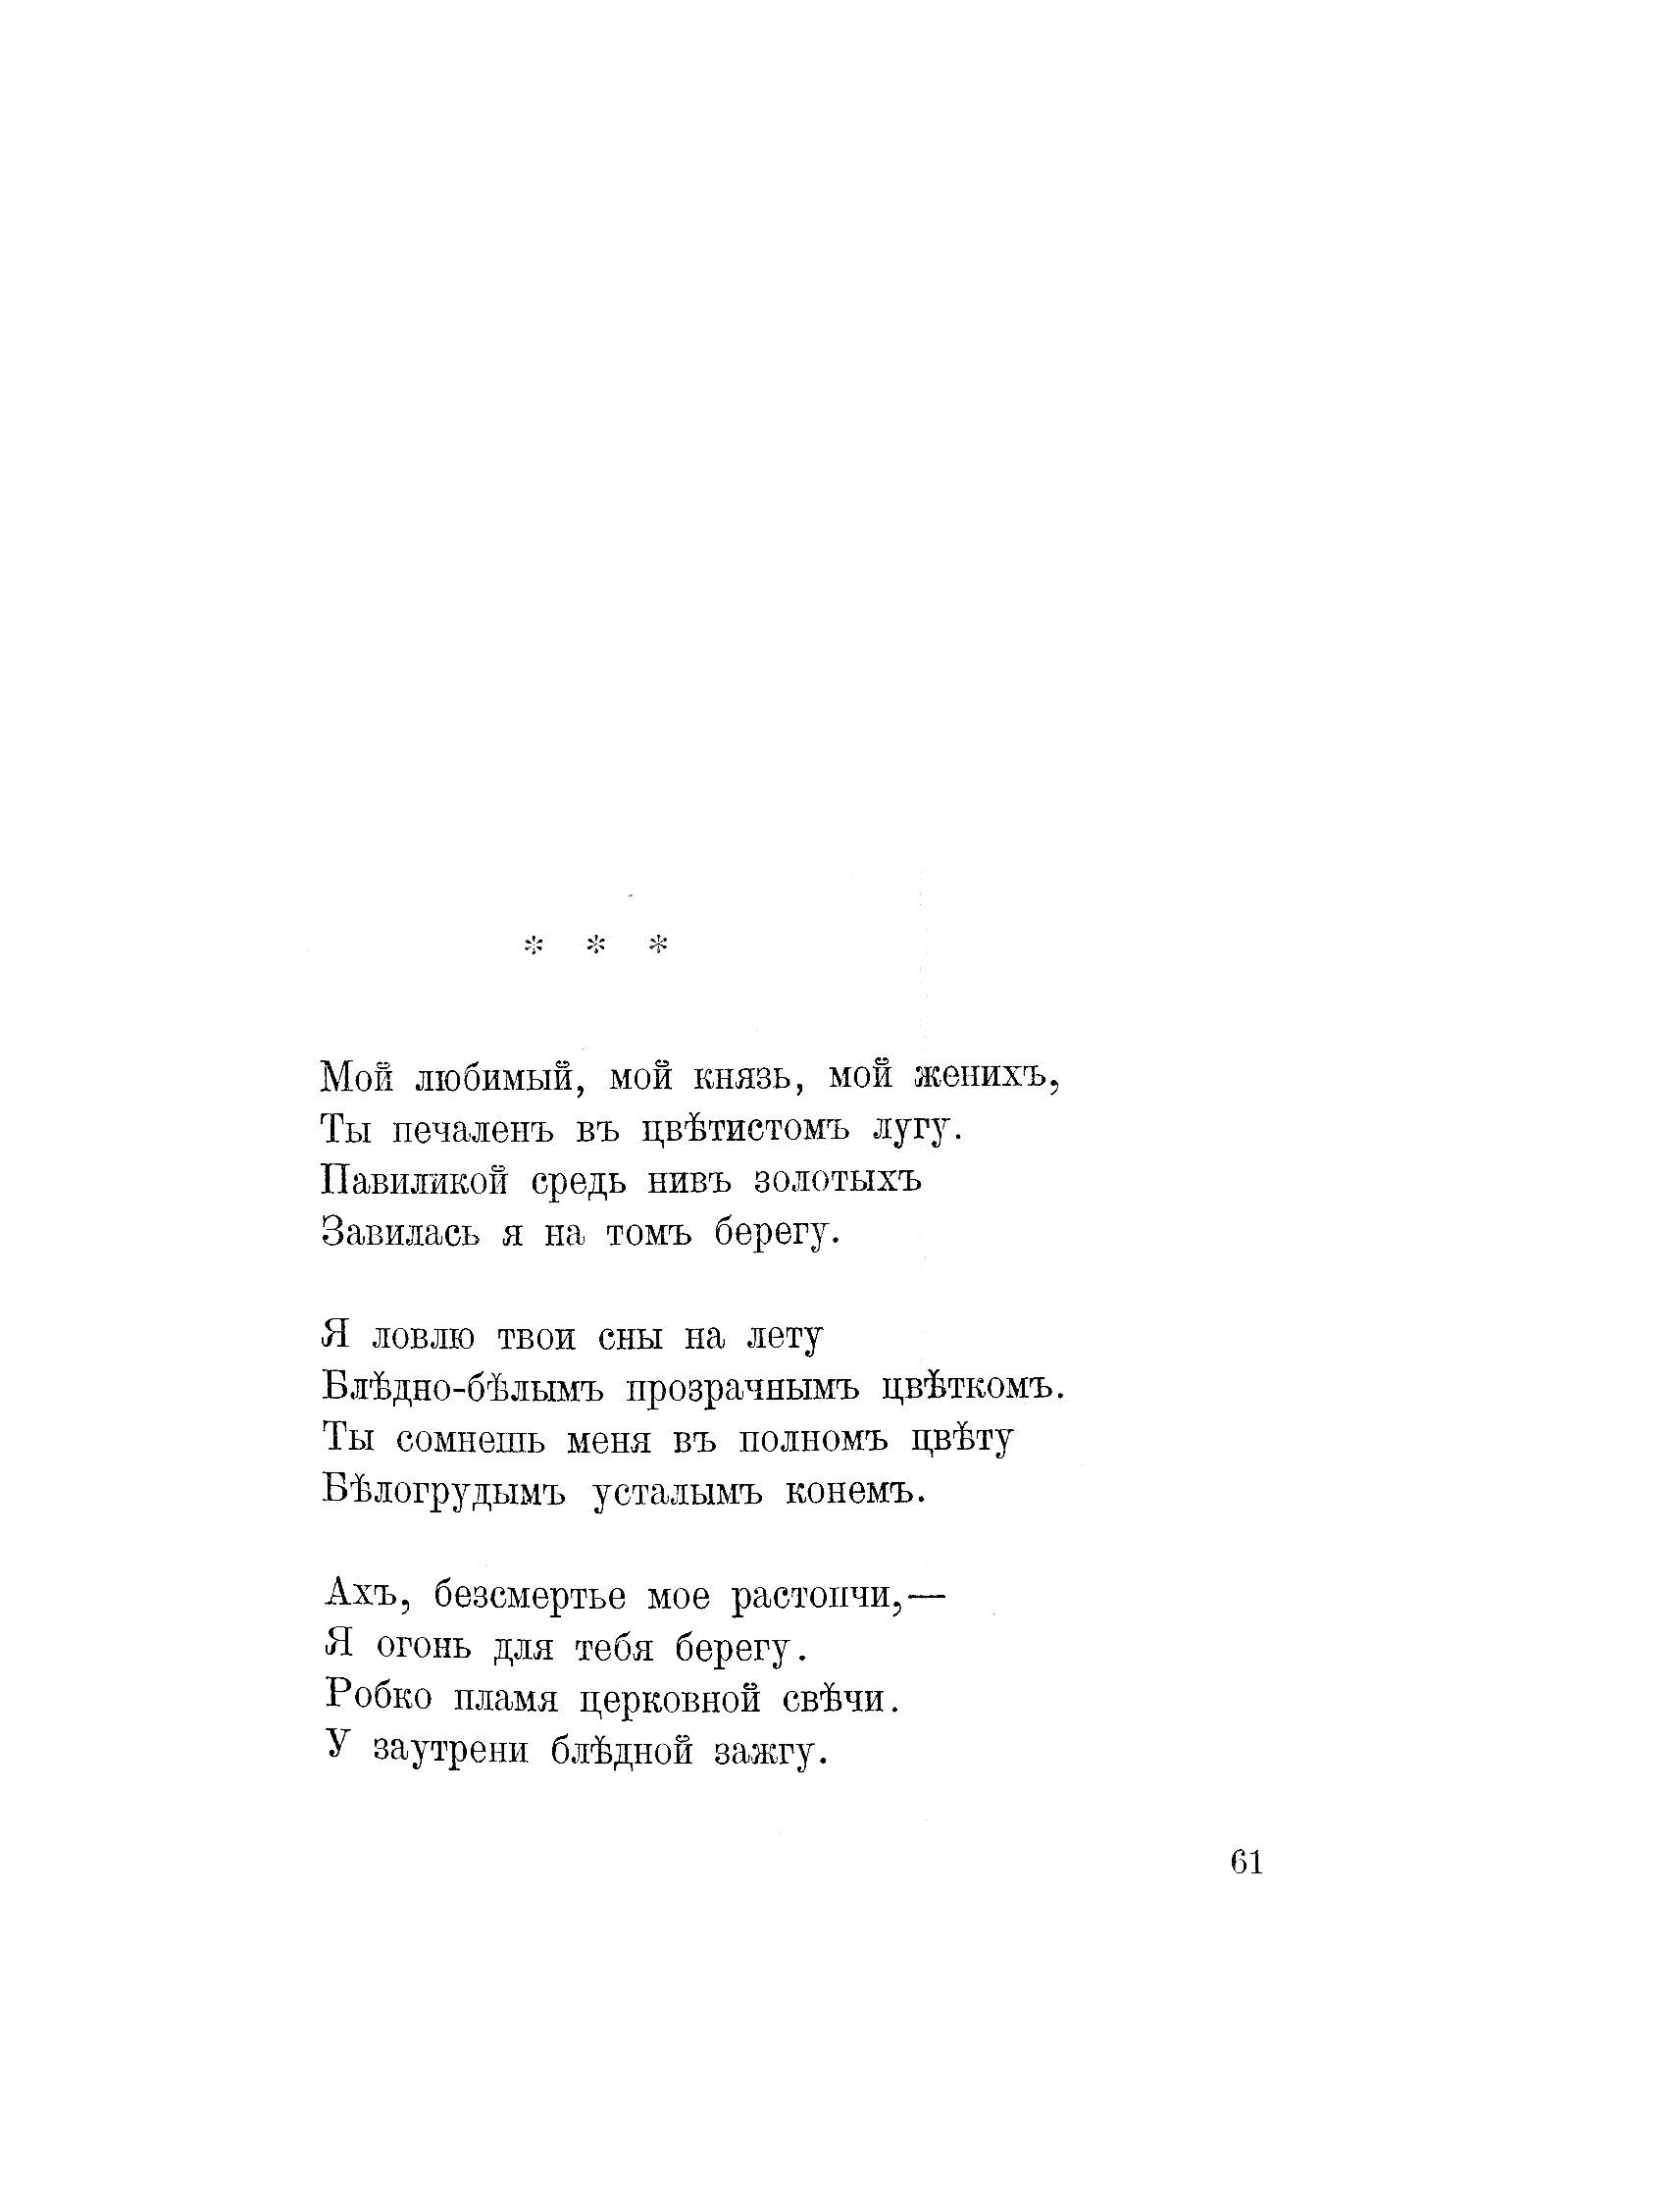 * * *
Мой любимый, мой князь, мой женихъ,
Ты печаленъ въ цвѣтистомъ лугу.
Павиликой средь нивъ золотыхъ
Завилась я на томъ берегу.
Я ловлю твои сны на лету
Блѣдно-бѣлымъ прозрачнымъ цвѣткомъ.
Ты сомнешь меня въ полномъ цвѣту
Бѣлогрудымъ усталымъ конемъ.
Ахъ, безсмертье мое растопчи,—
Я огонь для тебя берегу.
Робко пламя церковной свѣчи.
У заутрени блѣдной зажгу.
61